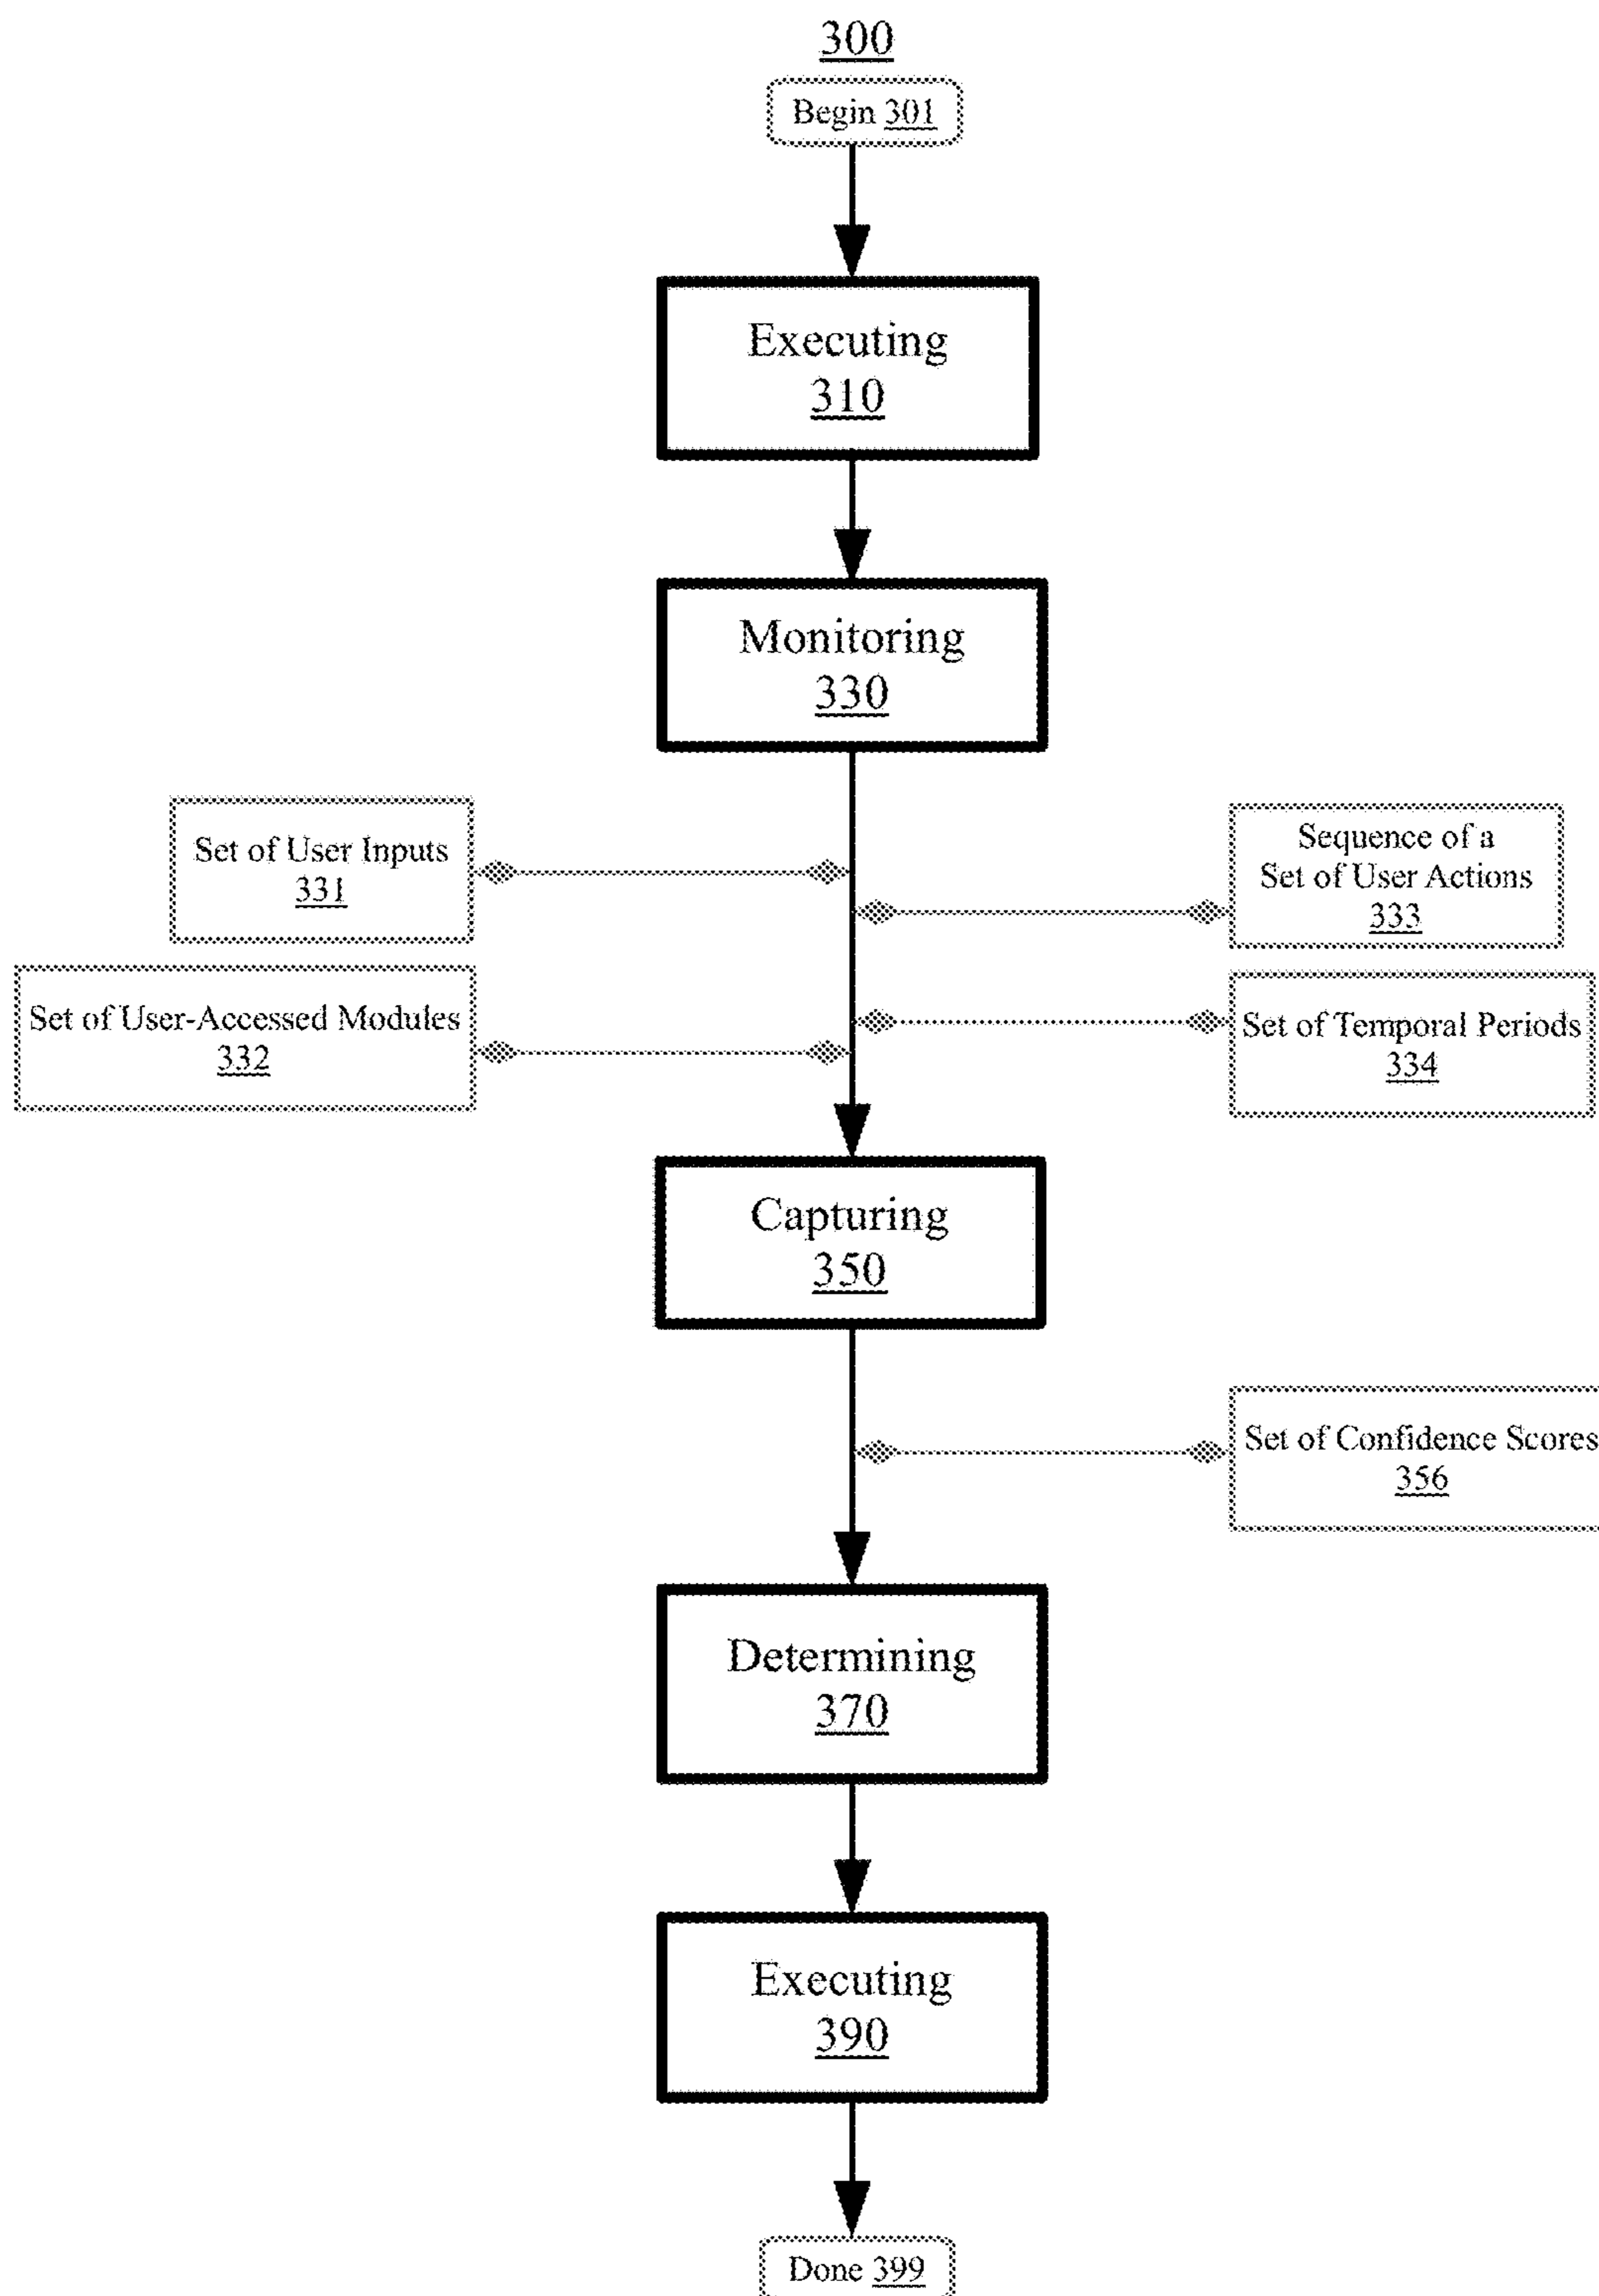 300
Begin 301
Executing
310
Monitoring
330
Set of User Inputs
331
Sequence of a
Set of User Actions
333
Set of User-Accessed Modules
332
Set of Temporal Periods
334
Capturing
350
Set of Confidence Scores
356
Determining
370
Executing
390
Done 399